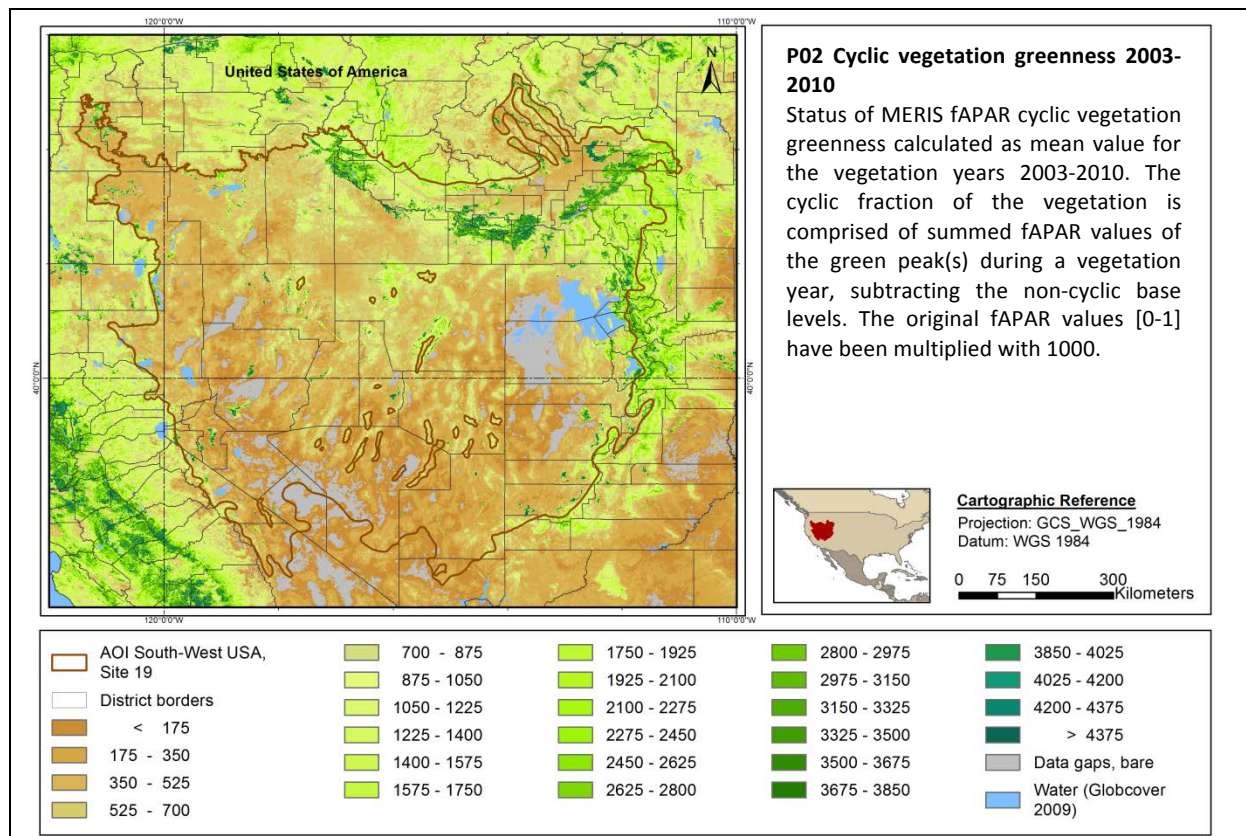 120°0'0"W
110°0'0"W
United States of America
N
40°0'0"N
40°0'0"N
120°0'0"W
110°0'0"W
P02 Cyclic vegetation greenness 2003-
2010
Status of MERIS fAPAR cyclic vegetation
greenness calculated as mean value for
the vegetation years 2003-2010. The
cyclic fraction of the vegetation is
comprised of summed fAPAR values of
the green peak(s) during a vegetation
year, subtracting the non-cyclic base
levels. The original fAPAR values [0-1]
have been multiplied with 1000.
Cartographic Reference
Projection: GCS_WGS_1984
Datum: WGS 1984
0 75 150 300
Kilometers
AOI South-West USA,
Site 19
District borders
< 175
175 - 350
350 - 525
525 - 700
700 - 875
875 - 1050
1050 - 1225
1225 - 1400
1400 - 1575
1575 - 1750
1750 - 1925
1925 - 2100
2100 - 2275
2275 - 2450
2450 - 2625
2625 - 2800
2800 - 2975
2975 - 3150
3150 - 3325
3325 - 3500
3500 - 3675
3675 - 3850
3850 - 4025
4025 - 4200
4200 - 4375
> 4375
Data gaps, bare
Water (Globcover
2009)